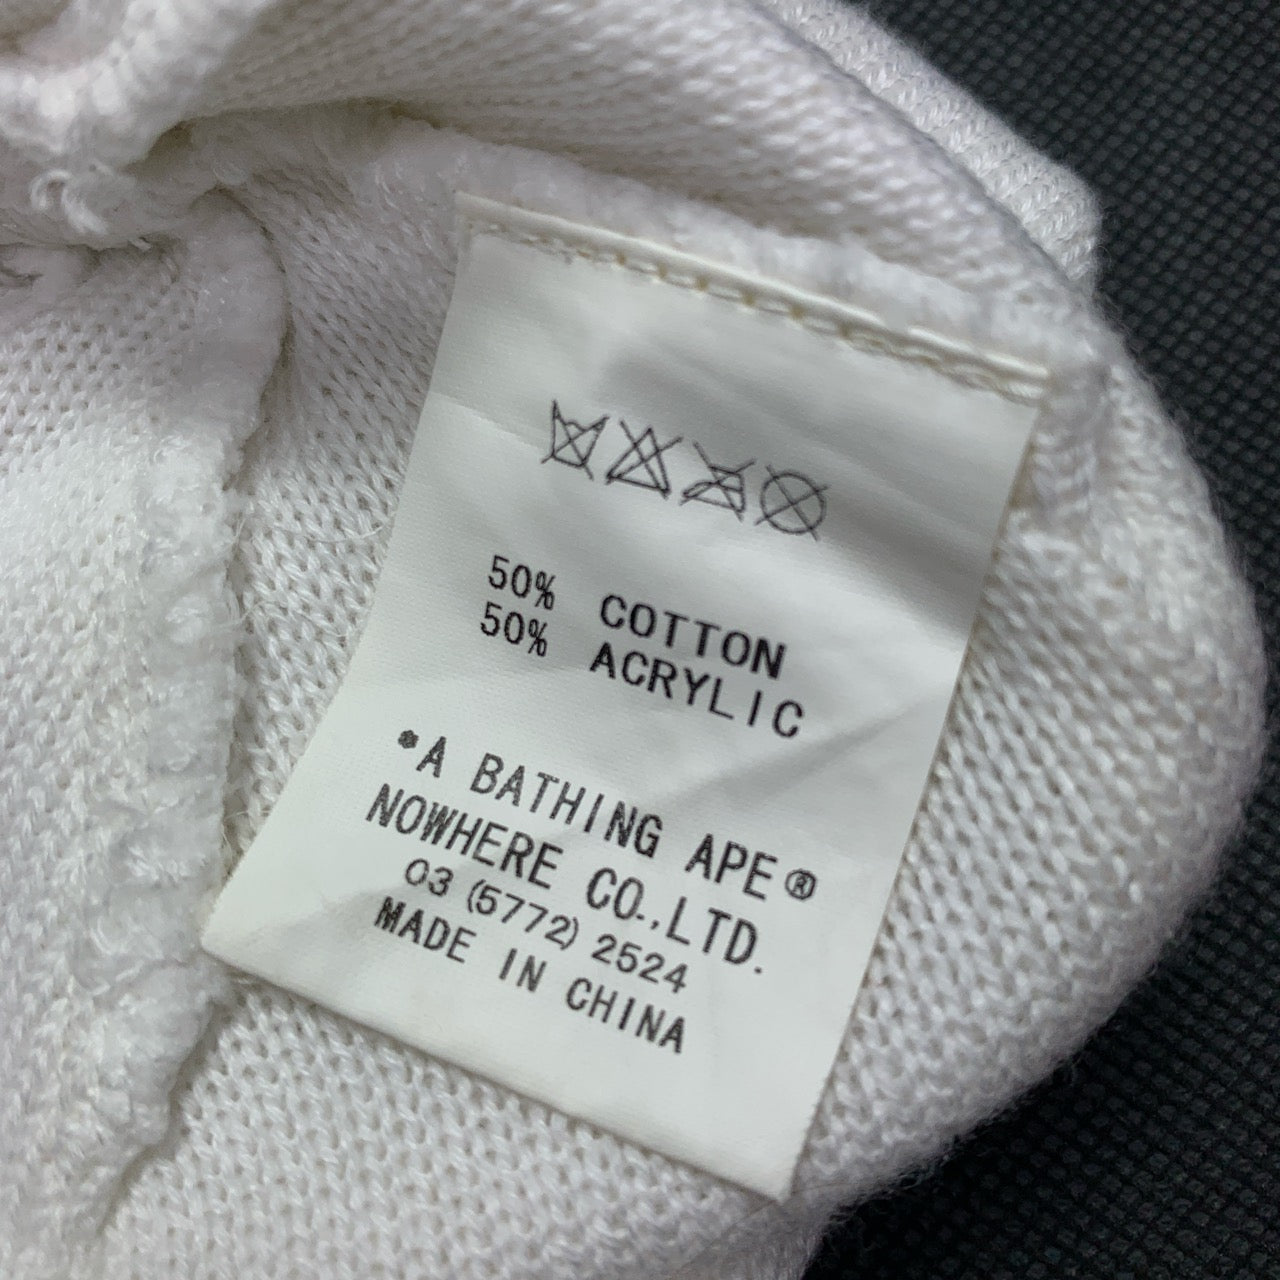 50% COTTON
50% ACRYLIC
*A BATHING APE®
NOWHERE CO.,LTD.
03 (5772) 2524
MADE IN CHINA